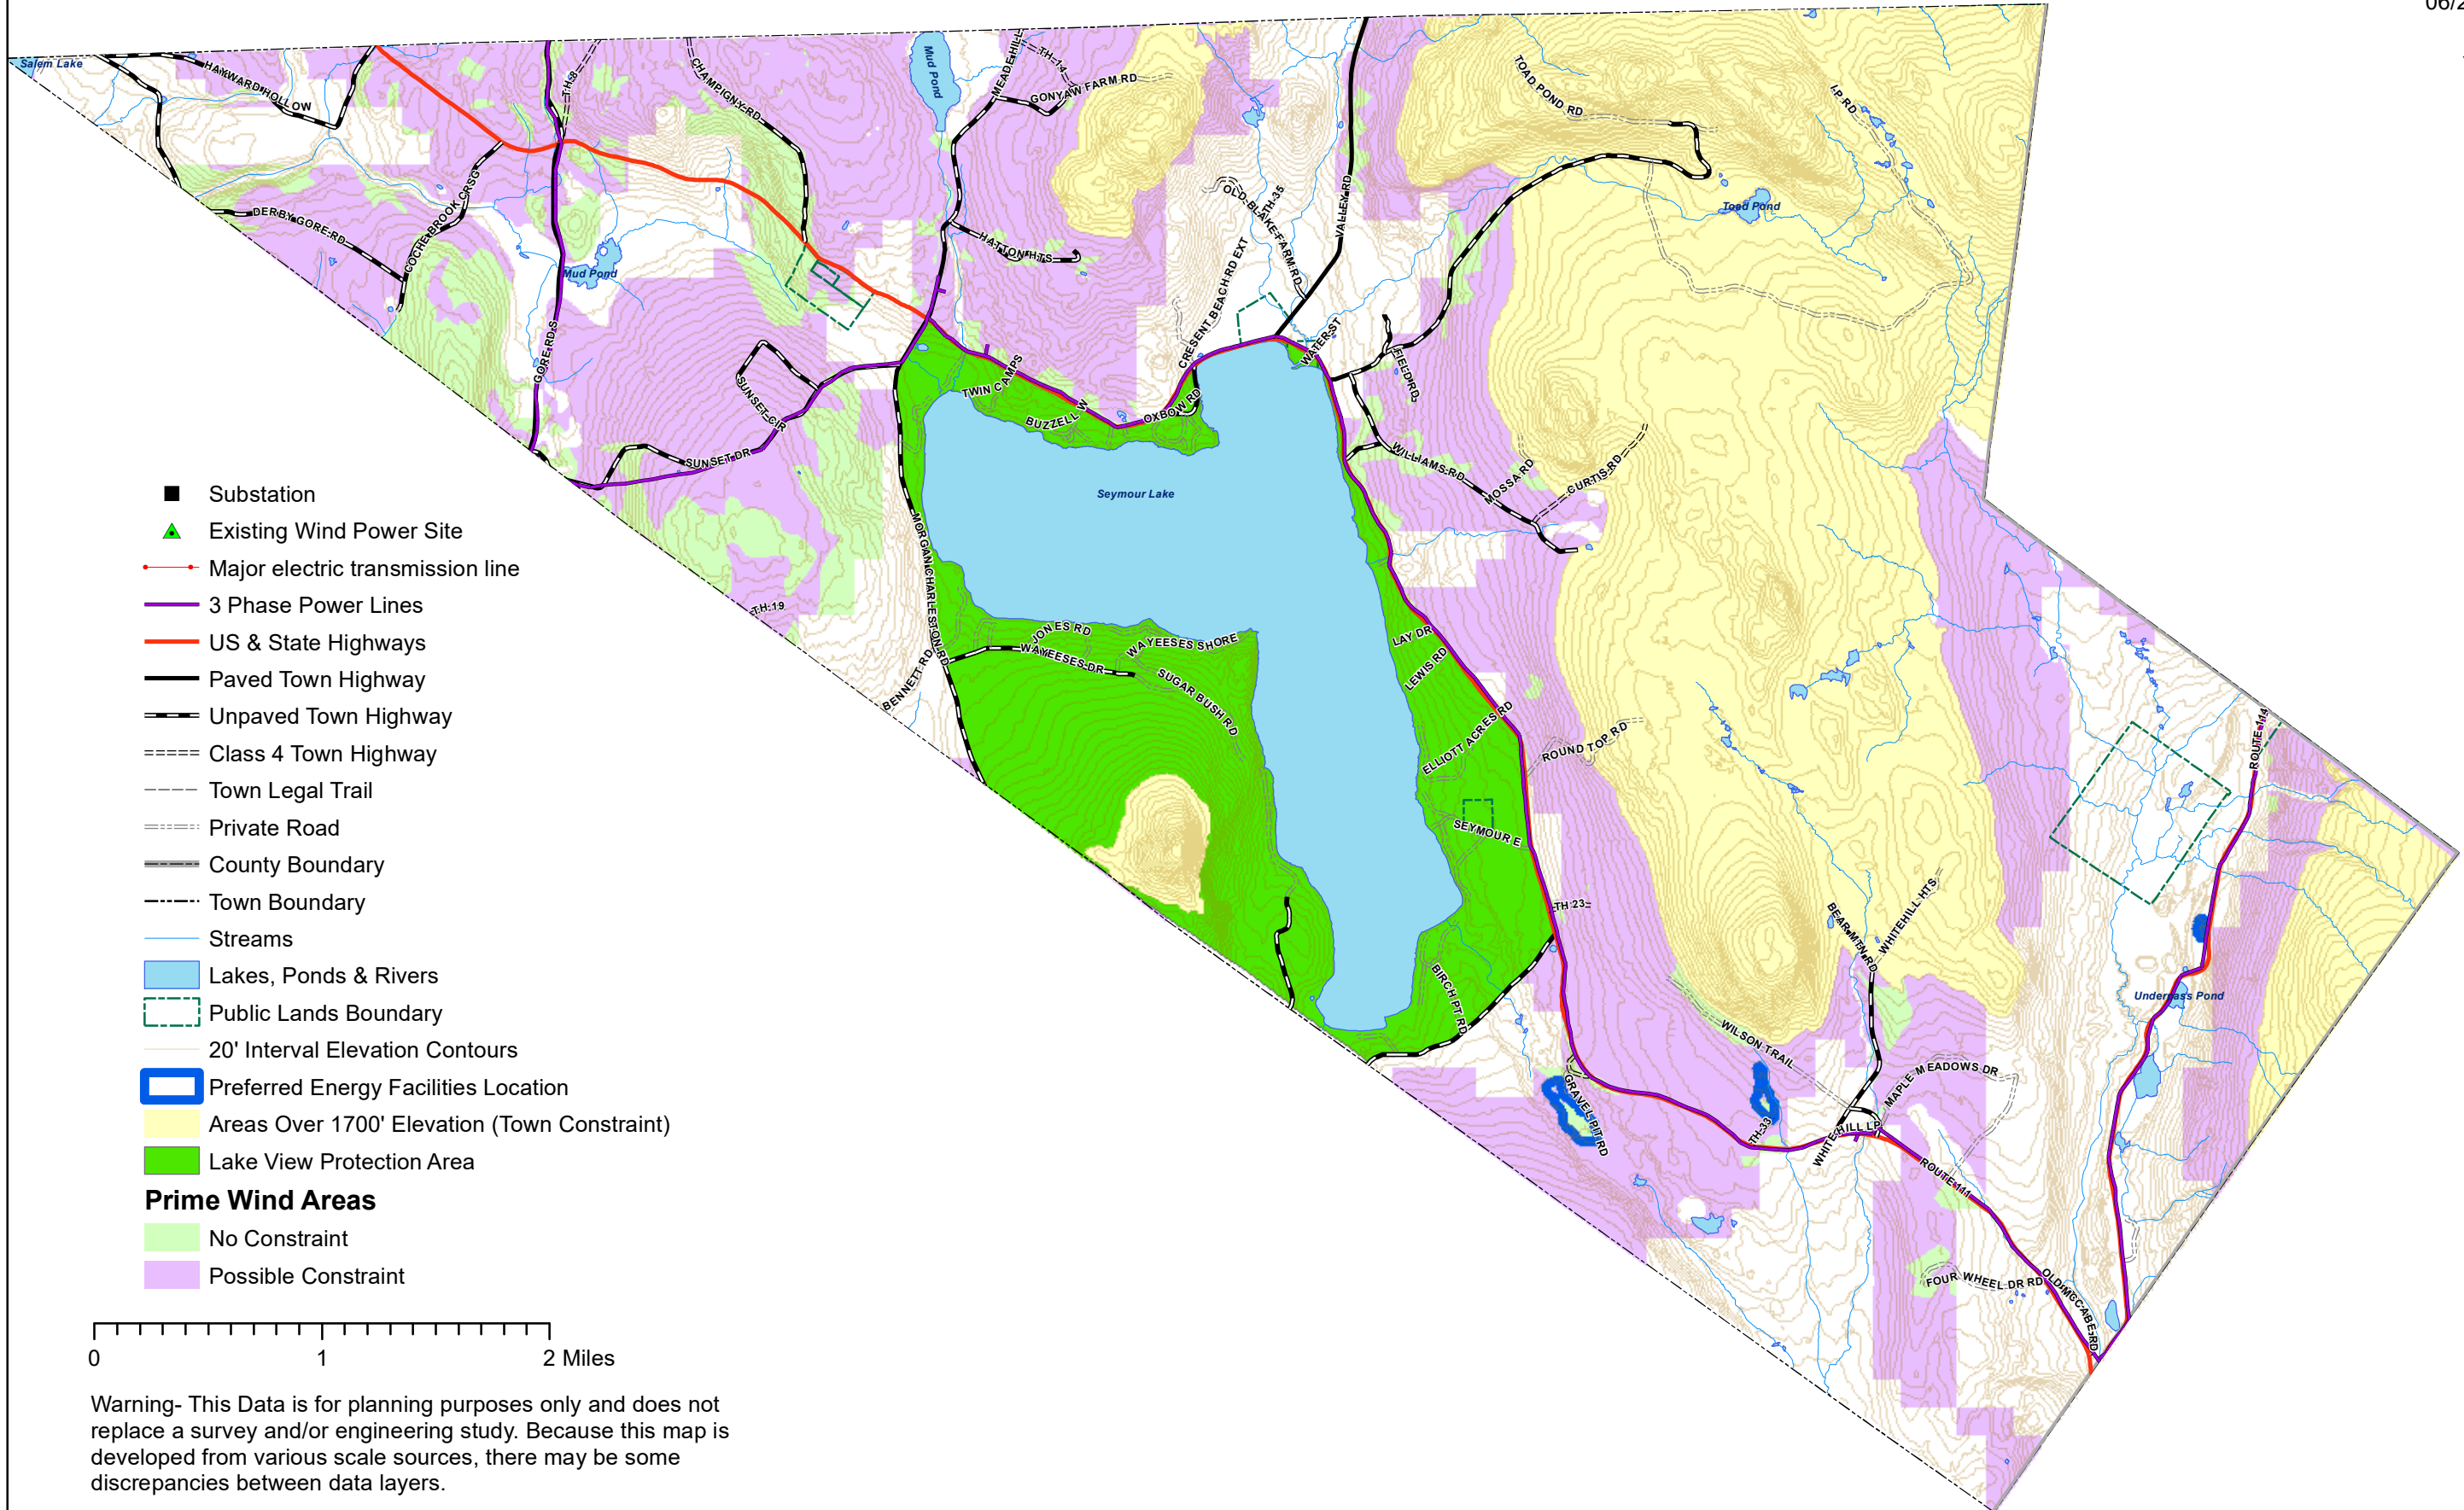 06/2
Salem Lake
HAYWARD HOLLOW
TH-8
CHAMPIGNY RD
Mud Pond
MEADE HILL
TH-14
GONYAW FARM RD
TOAD POND RD
DERBY GORE RD
COCHE BROOK CRSG
Mud Pond
HATTON HTS
OLD BLAKE FARM RD
TH-35
VALLEY RD
Toad Pond
GORE RD S
CRESENT BEACH RD EXT
WATER ST
FIELD RD
SUNSET CIR
TWIN CAMPS
BUZZELL W
OXBOW RD
SUNSET DR
WILLIAMS RD
MOSSA RD
CURTIS RD
Seymour Lake
MORGAN CHARLESTON RD
TH-19
BENNETT RD
JONES RD
WAYEESES DR
WAYEESES SHORE
SUGAR BUSH RD
LAY DR
LEWIS RD
ELLIOTT ACRES RD
ROUND TOP RD
SEYMOUR E
TH 23
ROUTE 114
BEAR MTN RD
WHITEHILL HTS
BIRCH PT RD
Underpass Pond
WILSON TRAIL
GRAVEL PIT RD
TH-33
MAPLE MEADOWS DR
WHITE HILL LP
ROUTE 111
FOUR WHEEL DR RD
OLD MCCABE RD
Substation
Existing Wind Power Site
Major electric transmission line
3 Phase Power Lines
US & State Highways
Paved Town Highway
Unpaved Town Highway
Class 4 Town Highway
Town Legal Trail
Private Road
County Boundary
Town Boundary
Streams
Lakes, Ponds & Rivers
Public Lands Boundary
20' Interval Elevation Contours
Preferred Energy Facilities Location
Areas Over 1700' Elevation (Town Constraint)
Lake View Protection Area
Prime Wind Areas
No Constraint
Possible Constraint
0 1 2 Miles
Warning- This Data is for planning purposes only and does not
replace a survey and/or engineering study. Because this map is
developed from various scale sources, there may be some
discrepancies between data layers.